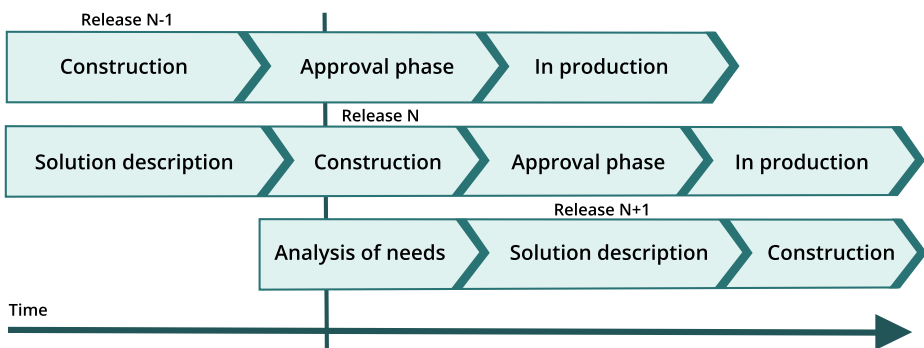 Release N-1
Construction
Approval phase
In production
Release N
Solution description
Construction
Approval phase
In production
Release N+1
Analysis of needs
Solution description
Construction
Time